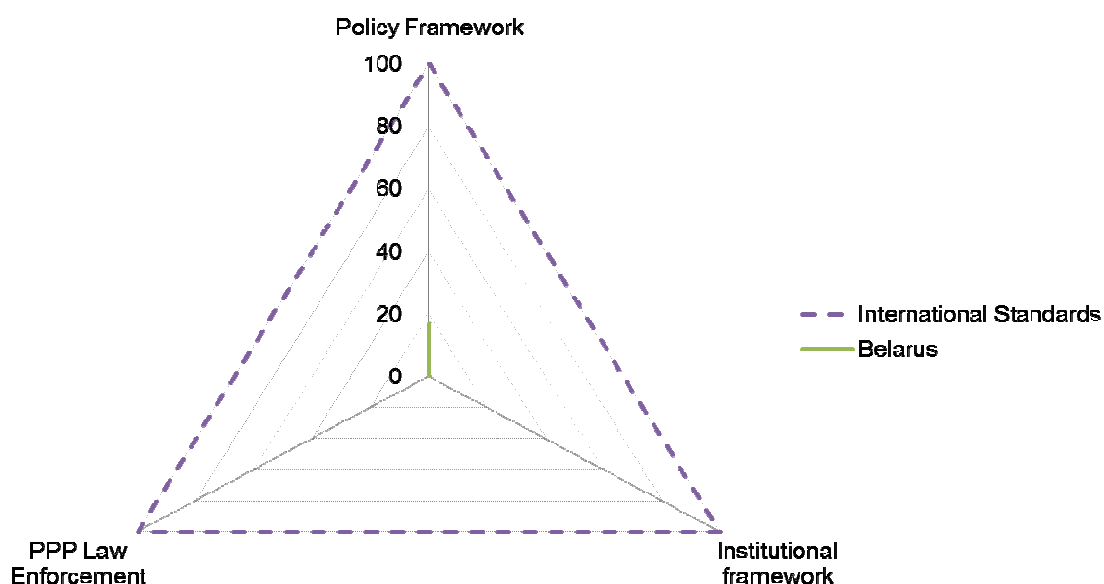 Policy Framework
100
80
60
40
20
0
International Standards
Belarus
PPP Law
Enforcement
Institutional
framework